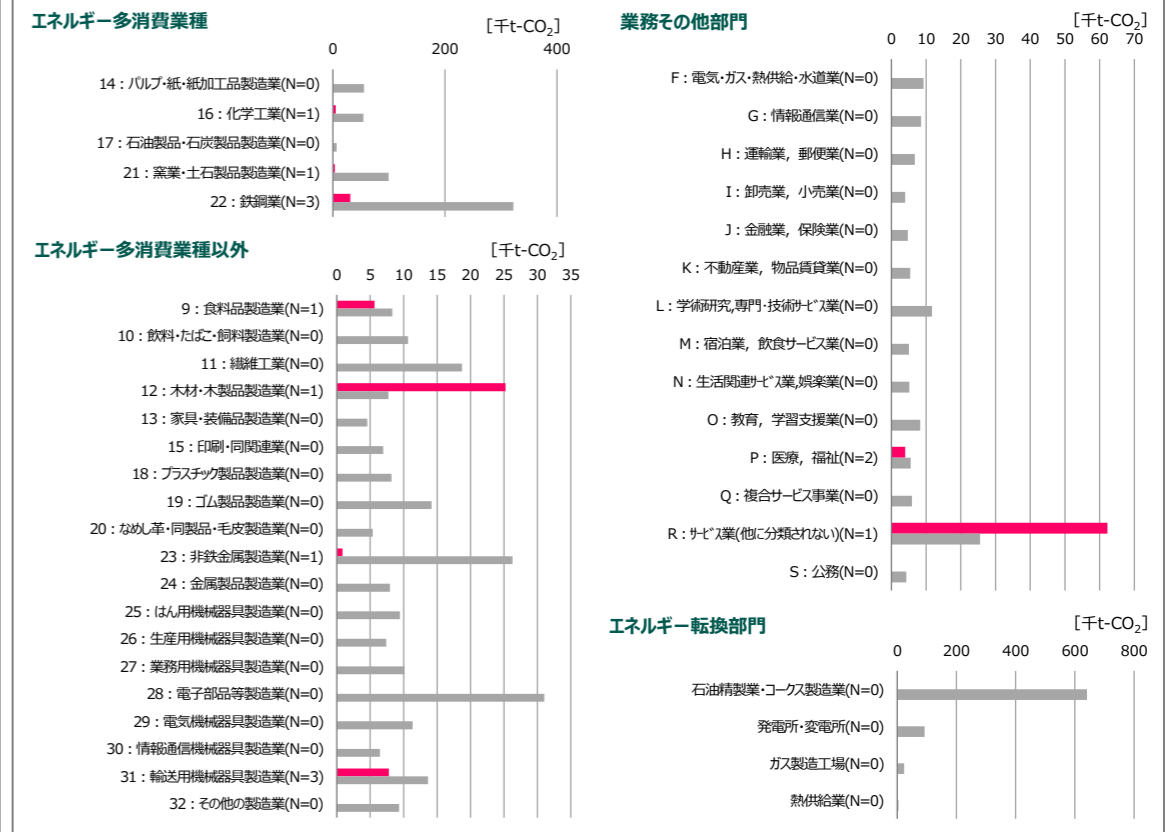 エネルギー多消費業種
[千t-CO2]
0 200 400
14：パルプ・紙・紙加工品製造業(N=0)
16：化学工業(N=1)
17：石油製品・石炭製品製造業(N=0)
21：窯業・土石製品製造業(N=1)
22：鉄鋼業(N=3)
エネルギー多消費業種以外
[千t-CO2]
0 5 10 15 20 25 30 35
9：食料品製造業(N=1)
10：飲料・たばこ・飼料製造業(N=0)
11：繊維工業(N=0)
12：木材・木製品製造業(N=1)
13：家具・装備品製造業(N=0)
15：印刷・同関連業(N=0)
18：プラスチック製品製造業(N=0)
19：ゴム製品製造業(N=0)
20：なめし革・同製品・毛皮製造業(N=0)
23：非鉄金属製造業(N=1)
24：金属製品製造業(N=0)
25：はん用機械器具製造業(N=0)
26：生産用機械器具製造業(N=0)
27：業務用機械器具製造業(N=0)
28：電子部品等製造業(N=0)
29：電気機械器具製造業(N=0)
30：情報通信機械器具製造業(N=0)
31：輸送用機械器具製造業(N=3)
32：その他の製造業(N=0)
業務その他部門
[千t-CO2]
0 10 20 30 40 50 60 70
F：電気・ガス・熱供給・水道業(N=0)
G：情報通信業(N=0)
H：運輸業，郵便業(N=0)
I：卸売業，小売業(N=0)
J：金融業，保険業(N=0)
K：不動産業，物品賃貸業(N=0)
L：学術研究,専門・技術サービス業(N=0)
M：宿泊業，飲食サービス業(N=0)
N：生活関連サービス業,娯楽業(N=0)
O：教育，学習支援業(N=0)
P：医療，福祉(N=2)
Q：複合サービス事業(N=0)
R：サービス業(他に分類されない)(N=1)
S：公務(N=0)
エネルギー転換部門
[千t-CO2]
0 200 400 600 800
石油精製業・コークス製造業(N=0)
発電所・変電所(N=0)
ガス製造工場(N=0)
熱供給業(N=0)